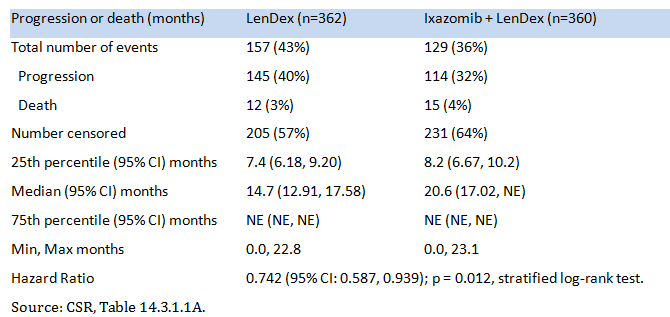 Progression or death (months) LenDex (n=362) Ixazomib + LenDex (n=360)
Total number of events 157 (43%) 129 (36%)
Progression 145 (40%) 114 (32%)
Death 12 (3%) 15 (4%)
Number censored 205 (57%) 231 (64%)
25th percentile (95% CI) months 7.4 (6.18, 9.20) 8.2 (6.67, 10.2)
Median (95% CI) months 14.7 (12.91, 17.58) 20.6 (17.02, NE)
75th percentile (95% CI) months NE (NE, NE) NE (NE, NE)
Min, Max months 0.0, 22.8 0.0, 23.1
Hazard Ratio 0.742 (95% CI: 0.587, 0.939); p = 0.012, stratified log-rank test.
Source: CSR, Table 14.3.1.1A.